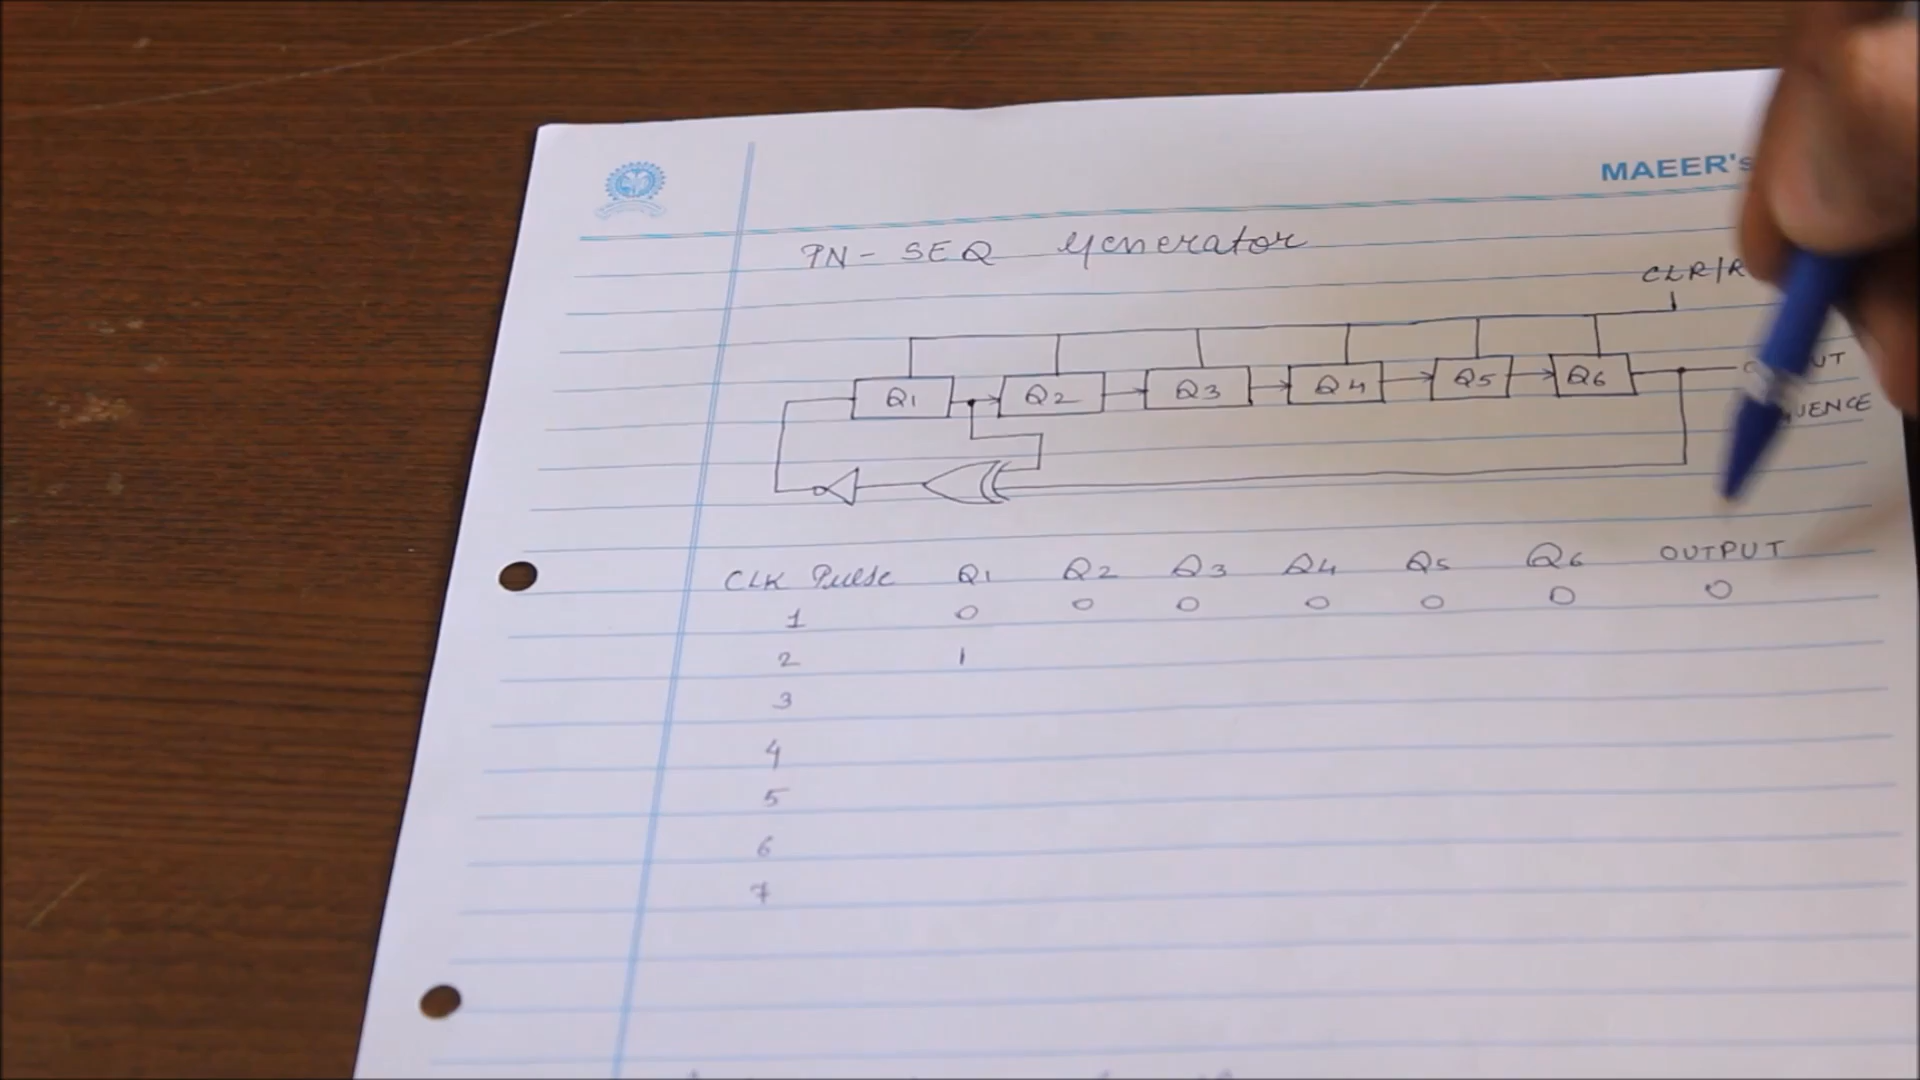 MAEER's
PN - SEQ Generator
CLR/R
Q1 Q2 Q3 Q4 Q5 Q6
CLK Pulse Q1 Q2 Q3 Q4 Q5 Q6 OUTPUT
1 0 0 0 0 0 0 0
2 1
3
4
5
6
7